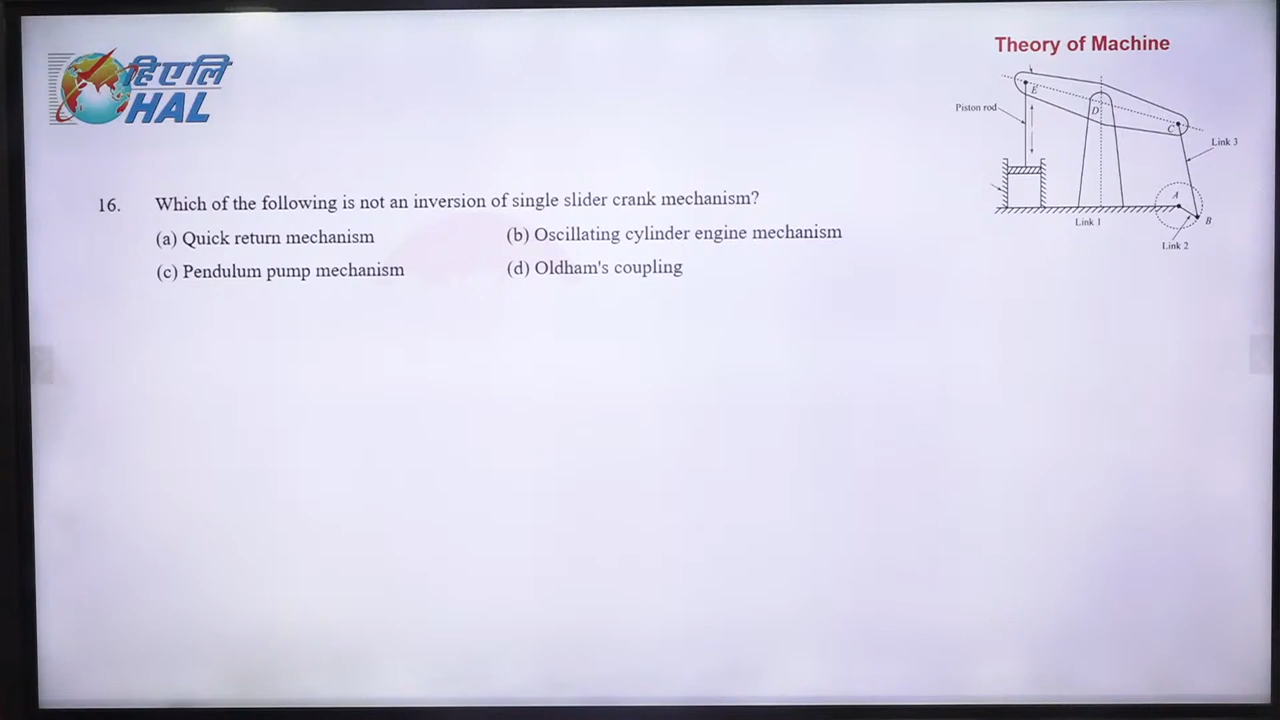 हिएलि
HAL
Theory of Machine
E
Piston rod
D
C
Link 3
A
Link 1
B
Link 2
16. Which of the following is not an inversion of single slider crank mechanism?
(a) Quick return mechanism (b) Oscillating cylinder engine mechanism
(c) Pendulum pump mechanism (d) Oldham's coupling